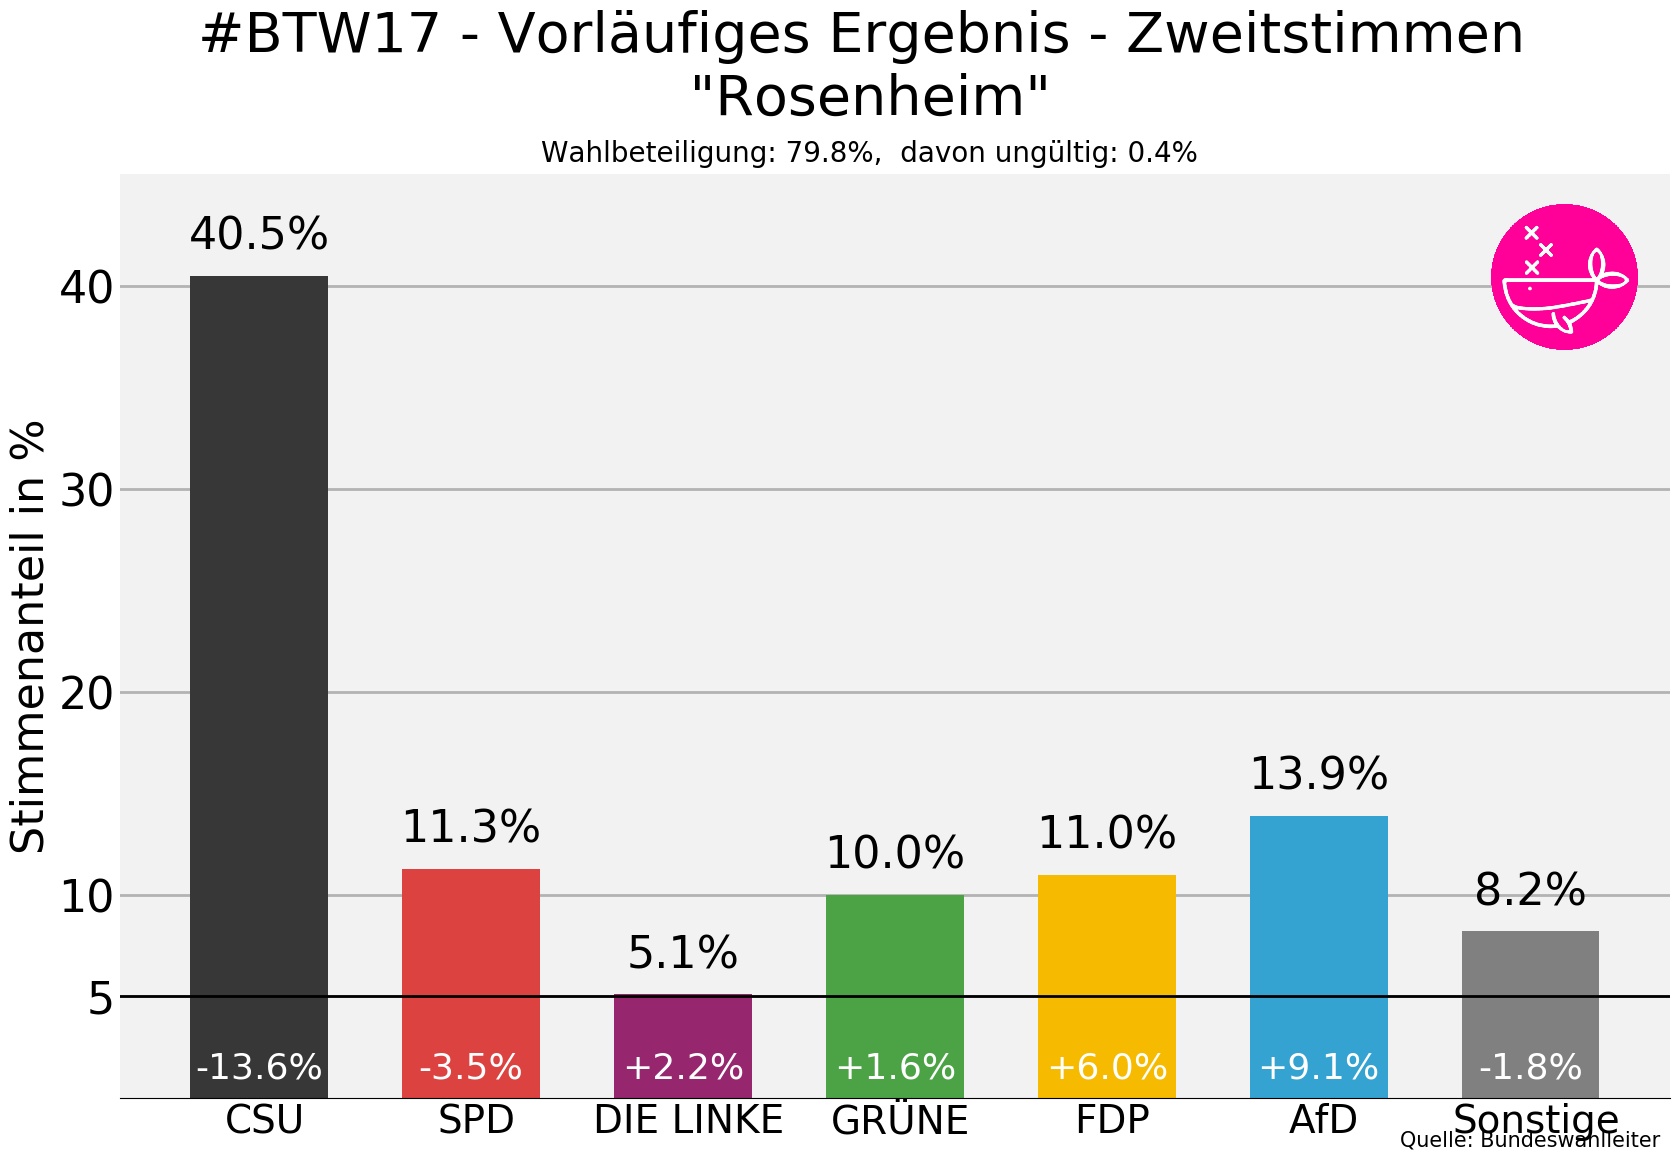 #BTW17 - Vorläufiges Ergebnis - Zweitstimmen
"Rosenheim"
Wahlbeteiligung: 79.8%,  davon ungültig: 0.4%
Stimmenanteil in %
40
30
20
10
5
40.5%
11.3%
5.1%
10.0%
11.0%
13.9%
8.2%
-13.6%
-3.5%
+2.2%
+1.6%
+6.0%
+9.1%
-1.8%
CSU
SPD
DIE LINKE
GRÜNE
FDP
AfD
Sonstige
Quelle: Bundeswahlleiter